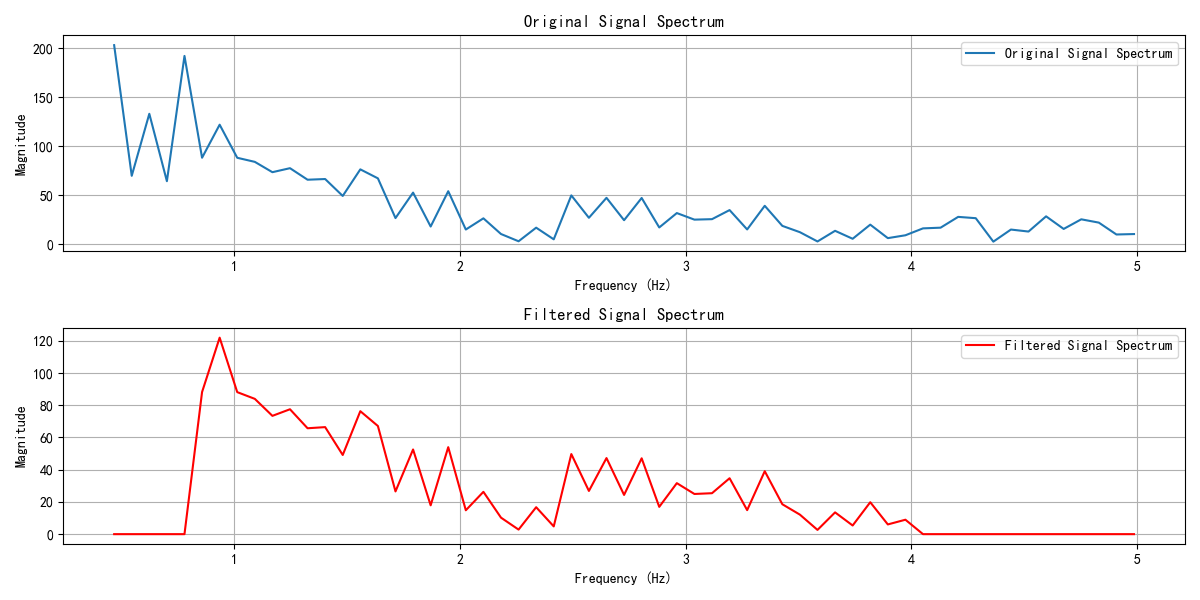 Original Signal Spectrum
200
150
100
50
0
Magnitude
Original Signal Spectrum
1 2 3 4 5
Frequency (Hz)
Filtered Signal Spectrum
120
100
80
60
40
20
0
Magnitude
Filtered Signal Spectrum
1 2 3 4 5
Frequency (Hz)